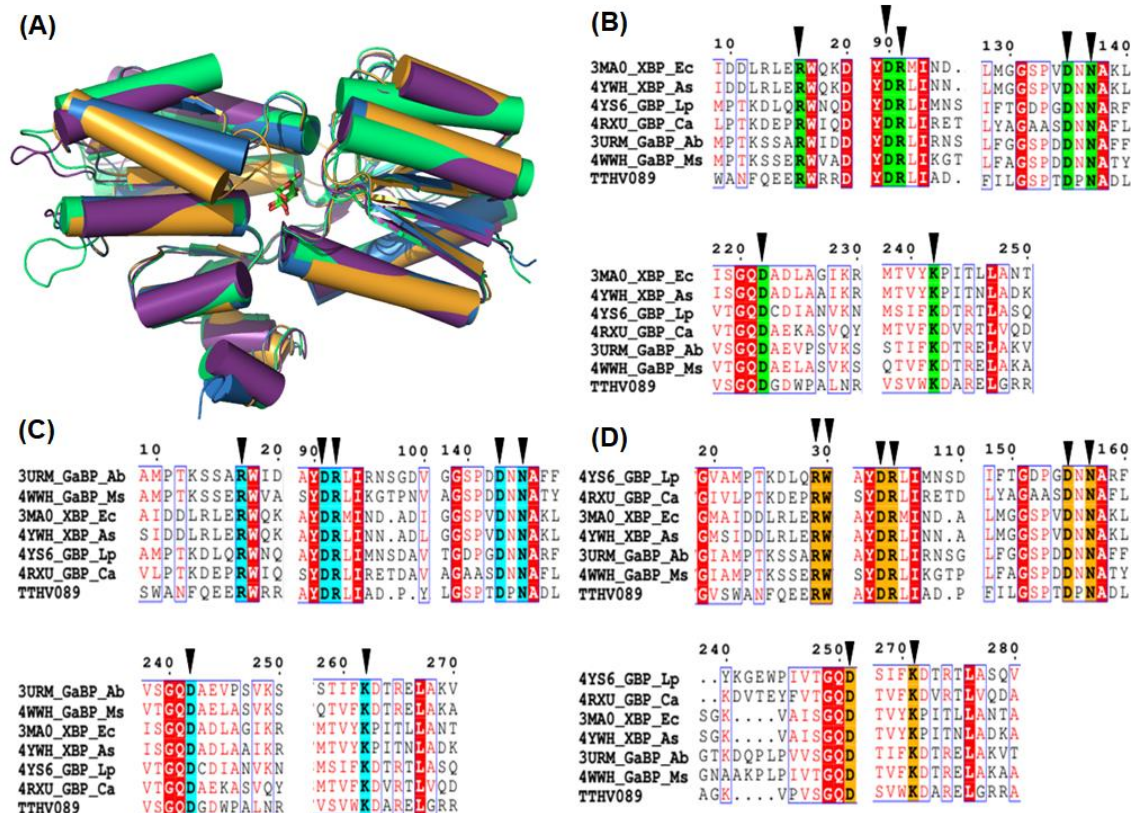 (A)
(B)
10 20 90 130 140
3MA0_XBP_Ec IDDLRLERWQKD YDRMIND. LMGGSPVDNNAKL
4YWH_XBP_As IDDLRLERWQKD YDRLINN. LMGGSPVDNNAKL
4YS6_GBP_Lp MPTKDLQRWNQD YDRLIMNS IFTGDPGDNNARF
4RXU_GBP_Ca LPTKDEPRWIQD YDRLIRET LYAGAASDNNAFL
3URM_GaBP_Ab MPTKSSARWIDD YDRLIRNS LFGGSPDDNNAFF
4WWH_GaBP_Ms MPTKSSERWVAD YDRLIKGT LFAGSPDDNNATY
TTHV089 WANFQEERWRRD YDRLIAD. FILGSPTDPNADL
220 230 240 250
3MA0_XBP_Ec ISGQDADLAGIKR MTVYKPITLLANT
4YWH_XBP_As ISGQDADLAAIKR MTVYKPITNLADK
4YS6_GBP_Lp VTGQDCDIANVKN MSIFKDTRTLASQ
4RXU_GBP_Ca VTGQDAEKASVQY MTVFKDVRTLVQD
3URM_GaBP_Ab VSGQDAEVPSVKS STIFKDTRELAKV
4WWH_GaBP_Ms VTGQDAELASVKR QTVFKDTRELAKA
TTHV089 VSGQDGDWPALNR VSVWKDARELGRR
(C)
10 20 90 100 140
3URM_GaBP_Ab AMPTKSSARWID AYDRLIRNSGDI GGSPDDNNAFF
4WWH_GaBP_Ms AMPTKSSERWVA SYDRLIKGTPNV AGSPDDNNATY
3MA0_XBP_Ec AIDDLRLERWQK AYDRMIND.ADI GGSPVDNNAKL
4YWH_XBP_As SIDDLRLERWQK AYDRLINN.ADV GGSPVDNNAKL
4YS6_GBP_Lp AMPTKDLQRWNQ AYDRLIMNSDAV TGDPGDNNARF
4RXU_GBP_Ca VLPTKDEPRWIQ SYDRLIRETDAV AGAASDNNAFL
TTHV089 SWANFQEERWRR AYDRLIAD.P.Y LGSPTDPNADL
240 250 260 270
3URM_GaBP_Ab VSGQDAEVPSVKS STIFKDTRELAKV
4WWH_GaBP_Ms VTGQDAELASVKR QTVFKDTRELAKA
3MA0_XBP_Ec ISGQDADLAGIKR MTVYKPITLLANT
4YWH_XBP_As ISGQDADLAAIKR MTVYKPITNLADK
4YS6_GBP_Lp VTGQDCDIANVKN MSIFKDTRTLASQ
4RXU_GBP_Ca VTGQDAEKASVQY MTVFKDVRTLVQD
TTHV089 VSGQDGDWPALNR VSVWKDARELGRR
(D)
20 30 110 150 160
4YS6_GBP_Lp GVAMPTKDLQRW AYDRLIMNSD IFTGDPGDNNARF
4RXU_GBP_Ca GIVLPTKDEPRW SYDRLIRETD LYAGAASDNNAFL
3MA0_XBP_Ec GMAIDDLRLERW AYDRMIND.A LMGGSPVDNNAKL
4YWH_XBP_As GMSIDDLRLERW AYDRLINN.A LMGGSPVDNNAKL
3URM_GaBP_Ab GIAMPTKSSARW AYDRLIRNSG LFGGSPDDNNAFF
4WWH_GaBP_Ms GIAMPTKSSERW SYDRLIKGTP LFAGSPDDNNATY
TTHV089 GVSWANFQEERW AYDRLIAD.P FILGSPTDPNADL
240 250 270 280
4YS6_GBP_Lp ..YKGEWPIVTGQD SIFKDTRTLASQA
4RXU_GBP_Ca ..KDVTEYFVTGQD TVFKDVRTLVQDA
3MA0_XBP_Ec SGK....VAISGQD TVYKPITLLANTA
4YWH_XBP_As SGK....VAISGQD TVYKPITNLADKA
3URM_GaBP_Ab GTKDQPLPVVSGQD TIFKDTRELAKVT
4WWH_GaBP_Ms GNAAKPLPIVTGQD TVFKDTRELAKAA
TTHV089 AGK....VPVSGQD SVWKDARELGRRA